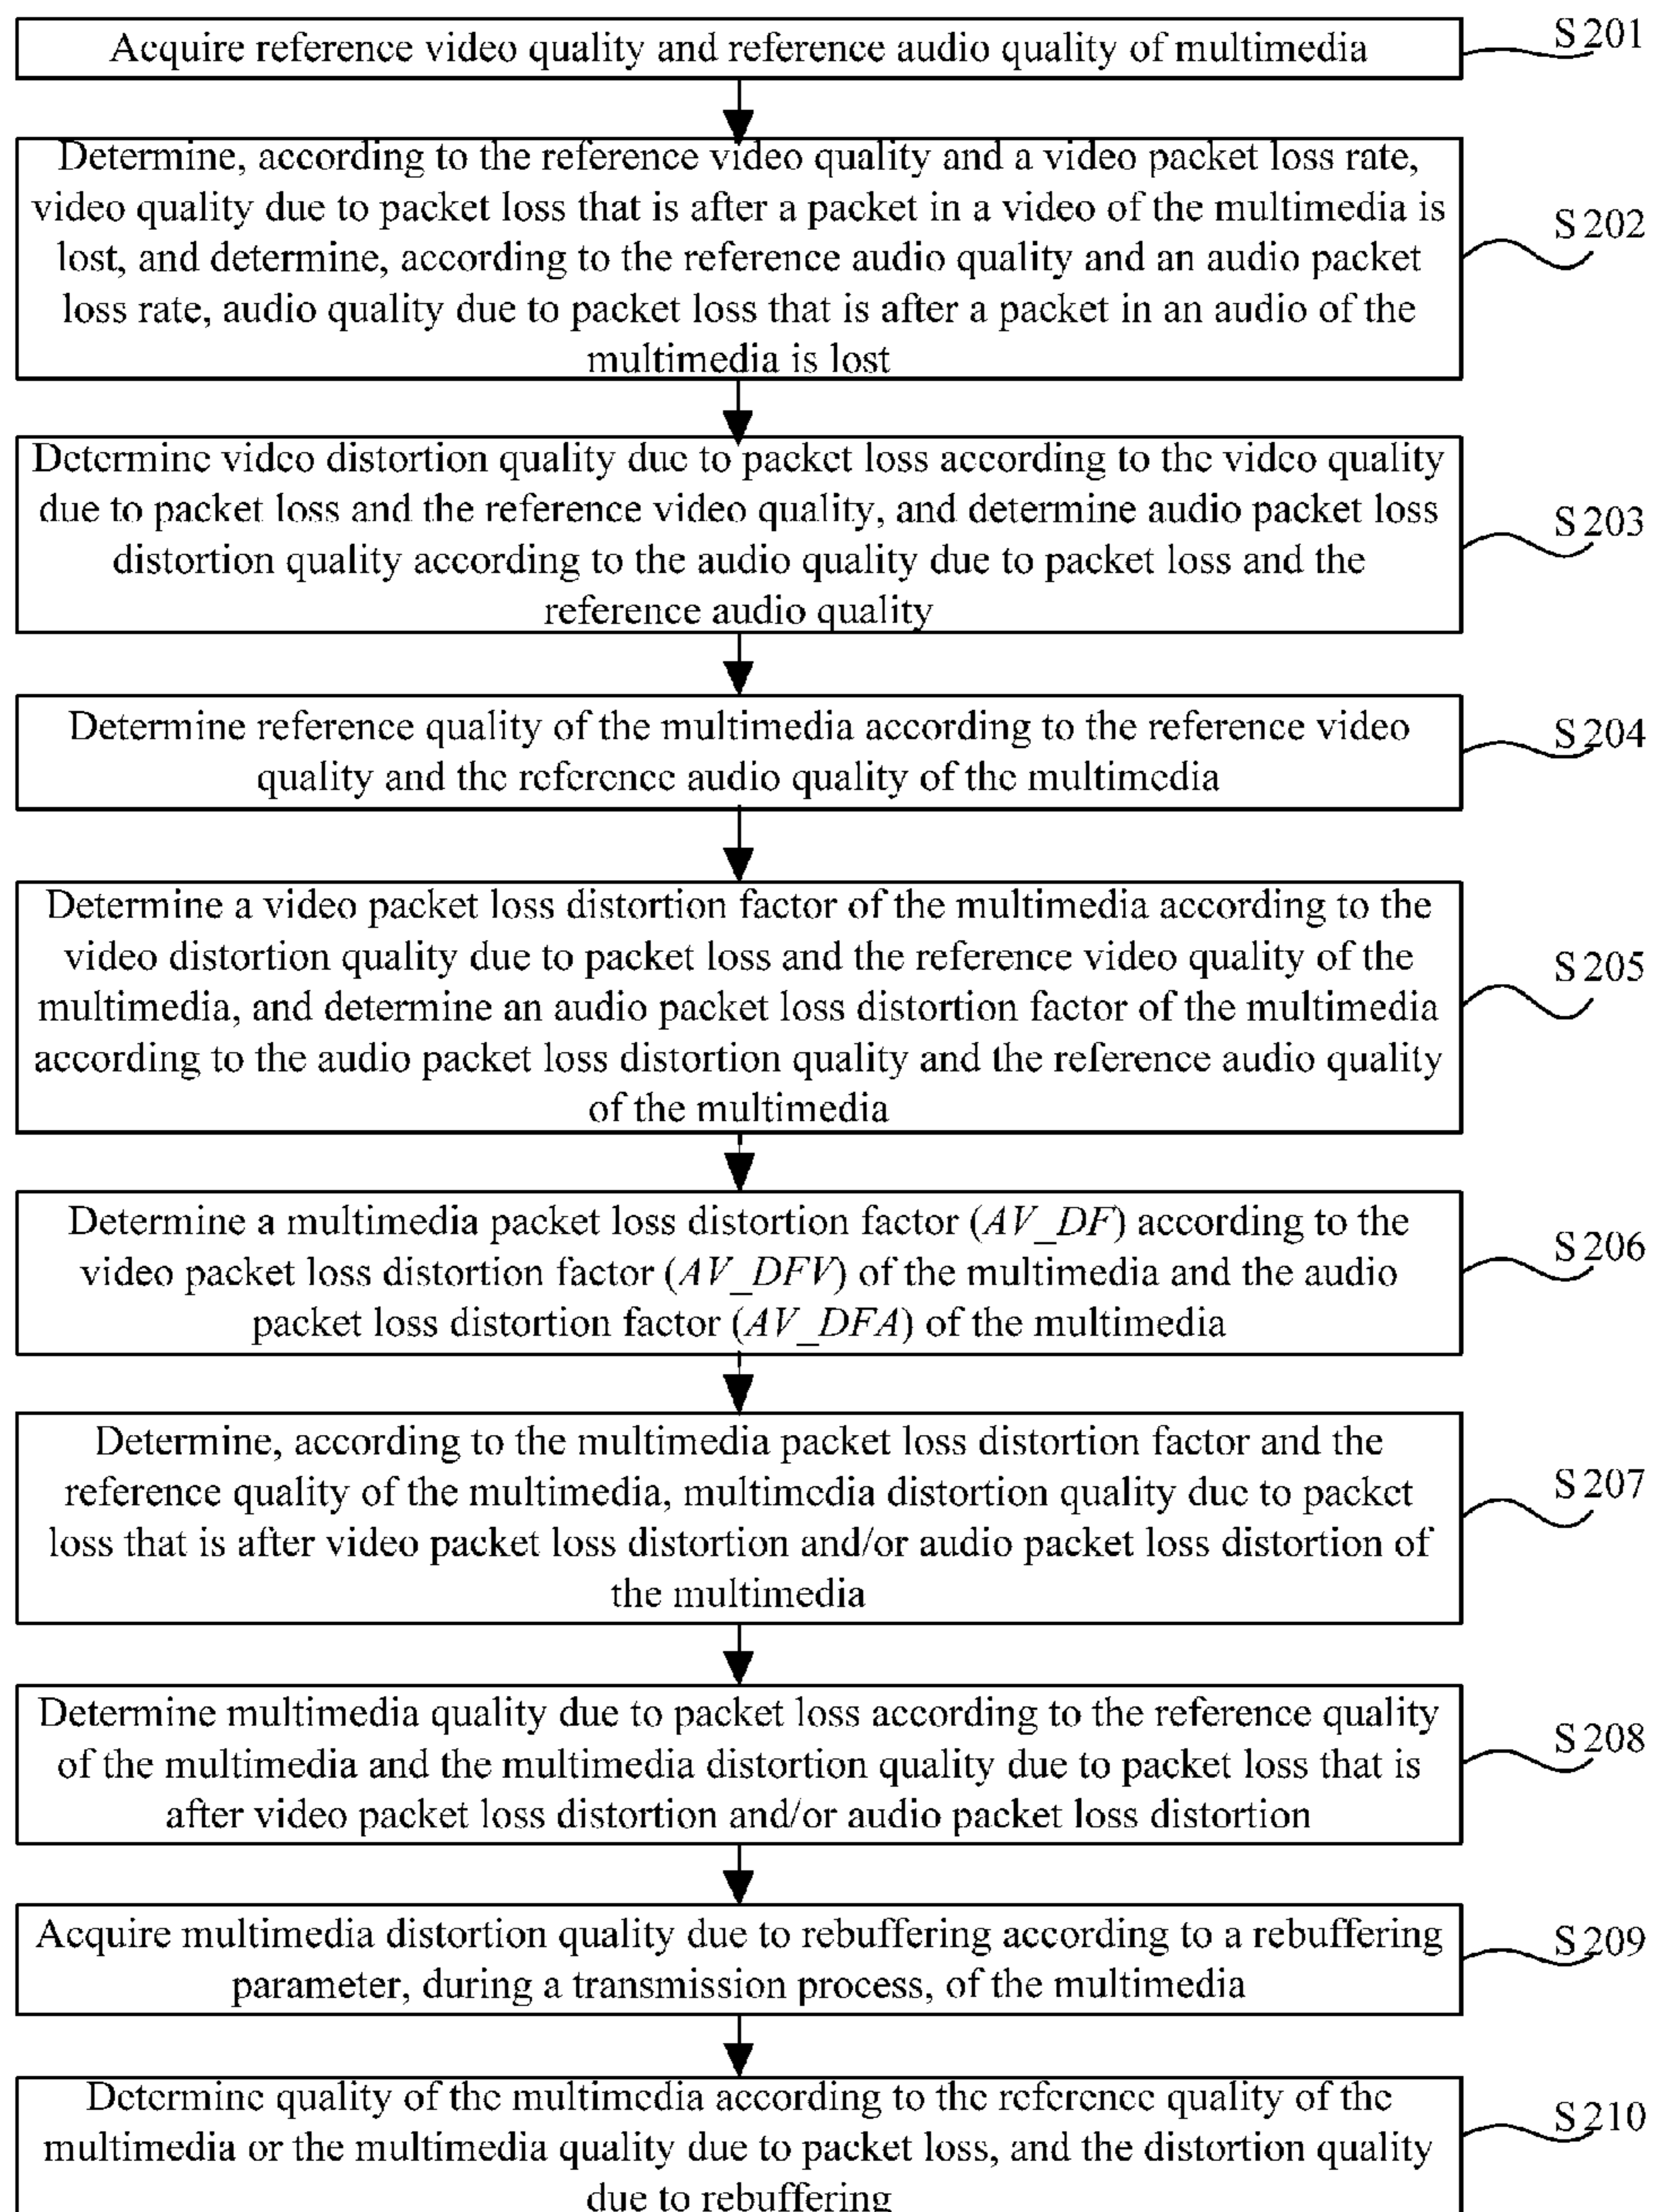 Acquire reference video quality and reference audio quality of multimedia
S201
Determine, according to the reference video quality and a video packet loss rate,
video quality due to packet loss that is after a packet in a video of the multimedia is
lost, and determine, according to the reference audio quality and an audio packet
loss rate, audio quality due to packet loss that is after a packet in an audio of the
multimedia is lost
S202
Determine video distortion quality due to packet loss according to the video quality
due to packet loss and the reference video quality, and determine audio packet loss
distortion quality according to the audio quality due to packet loss and the
reference audio quality
S203
Determine reference quality of the multimedia according to the reference video
quality and the reference audio quality of the multimedia
S204
Determine a video packet loss distortion factor of the multimedia according to the
video distortion quality due to packet loss and the reference video quality of the
multimedia, and determine an audio packet loss distortion factor of the multimedia
according to the audio packet loss distortion quality and the reference audio quality
of the multimedia
S205
Determine a multimedia packet loss distortion factor (AV_DF) according to the
video packet loss distortion factor (AV_DFV) of the multimedia and the audio
packet loss distortion factor (AV_DFA) of the multimedia
S206
Determine, according to the multimedia packet loss distortion factor and the
reference quality of the multimedia, multimedia distortion quality due to packet
loss that is after video packet loss distortion and/or audio packet loss distortion of
the multimedia
S207
Determine multimedia quality due to packet loss according to the reference quality
of the multimedia and the multimedia distortion quality due to packet loss that is
after video packet loss distortion and/or audio packet loss distortion
S208
Acquire multimedia distortion quality due to rebuffering according to a rebuffering
parameter, during a transmission process, of the multimedia
S209
Determine quality of the multimedia according to the reference quality of the
multimedia or the multimedia quality due to packet loss, and the distortion quality
due to rebuffering
S210